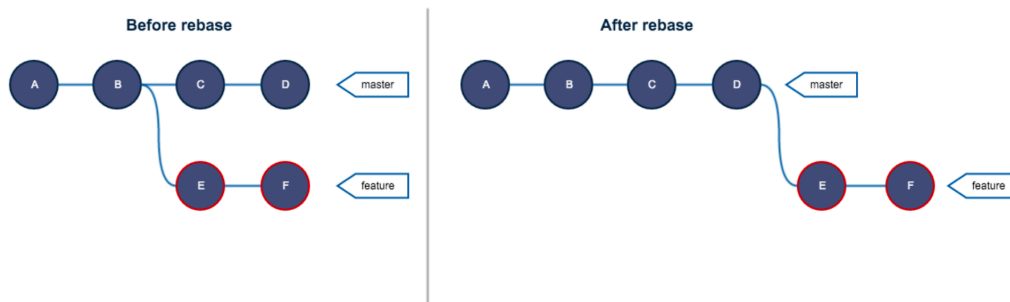 Before rebase
A
B
C
D
master
E
F
feature
After rebase
A
B
C
D
master
E
F
feature